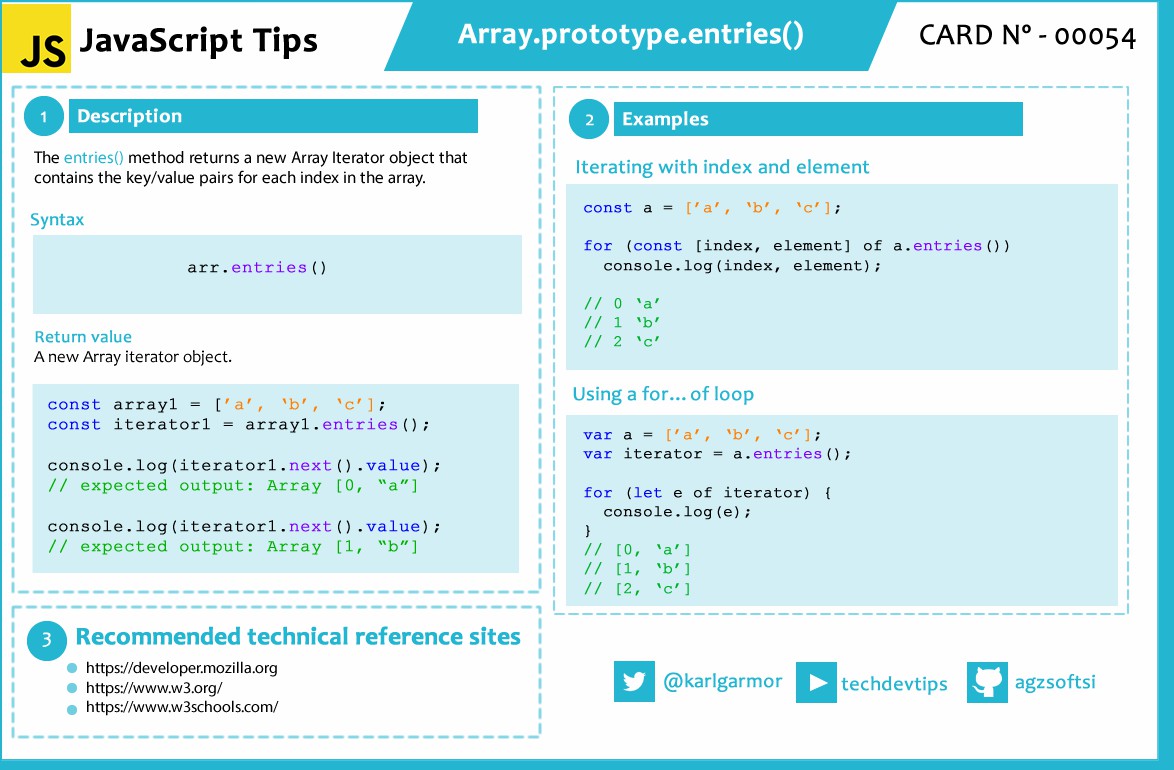 JS
JavaScript Tips
Array.prototype.entries()
CARD Nº - 00054
1
Description
The entries() method returns a new Array Iterator object that
contains the key/value pairs for each index in the array.
Syntax
arr.entries()
Return value
A new Array iterator object.
const array1 = [’a’, ‘b’, ‘c’];
const iterator1 = array1.entries();
console.log(iterator1.next().value);
// expected output: Array [0, “a”]
console.log(iterator1.next().value);
// expected output: Array [1, “b”]
2
Examples
Iterating with index and element
const a = [’a’, ‘b’, ‘c’];
for (const [index, element] of a.entries())
console.log(index, element);
// 0 ‘a’
// 1 ‘b’
// 2 ‘c’
Using a for... of loop
var a = [’a’, ‘b’, ‘c’];
var iterator = a.entries();
for (let e of iterator) {
console.log(e);
}
// [0, ‘a’]
// [1, ‘b’]
// [2, ‘c’]
3
Recommended technical reference sites
https://developer.mozilla.org
https://www.w3.org/
https://www.w3schools.com/
@karlgarmor
techdevtips
agzsoftsi